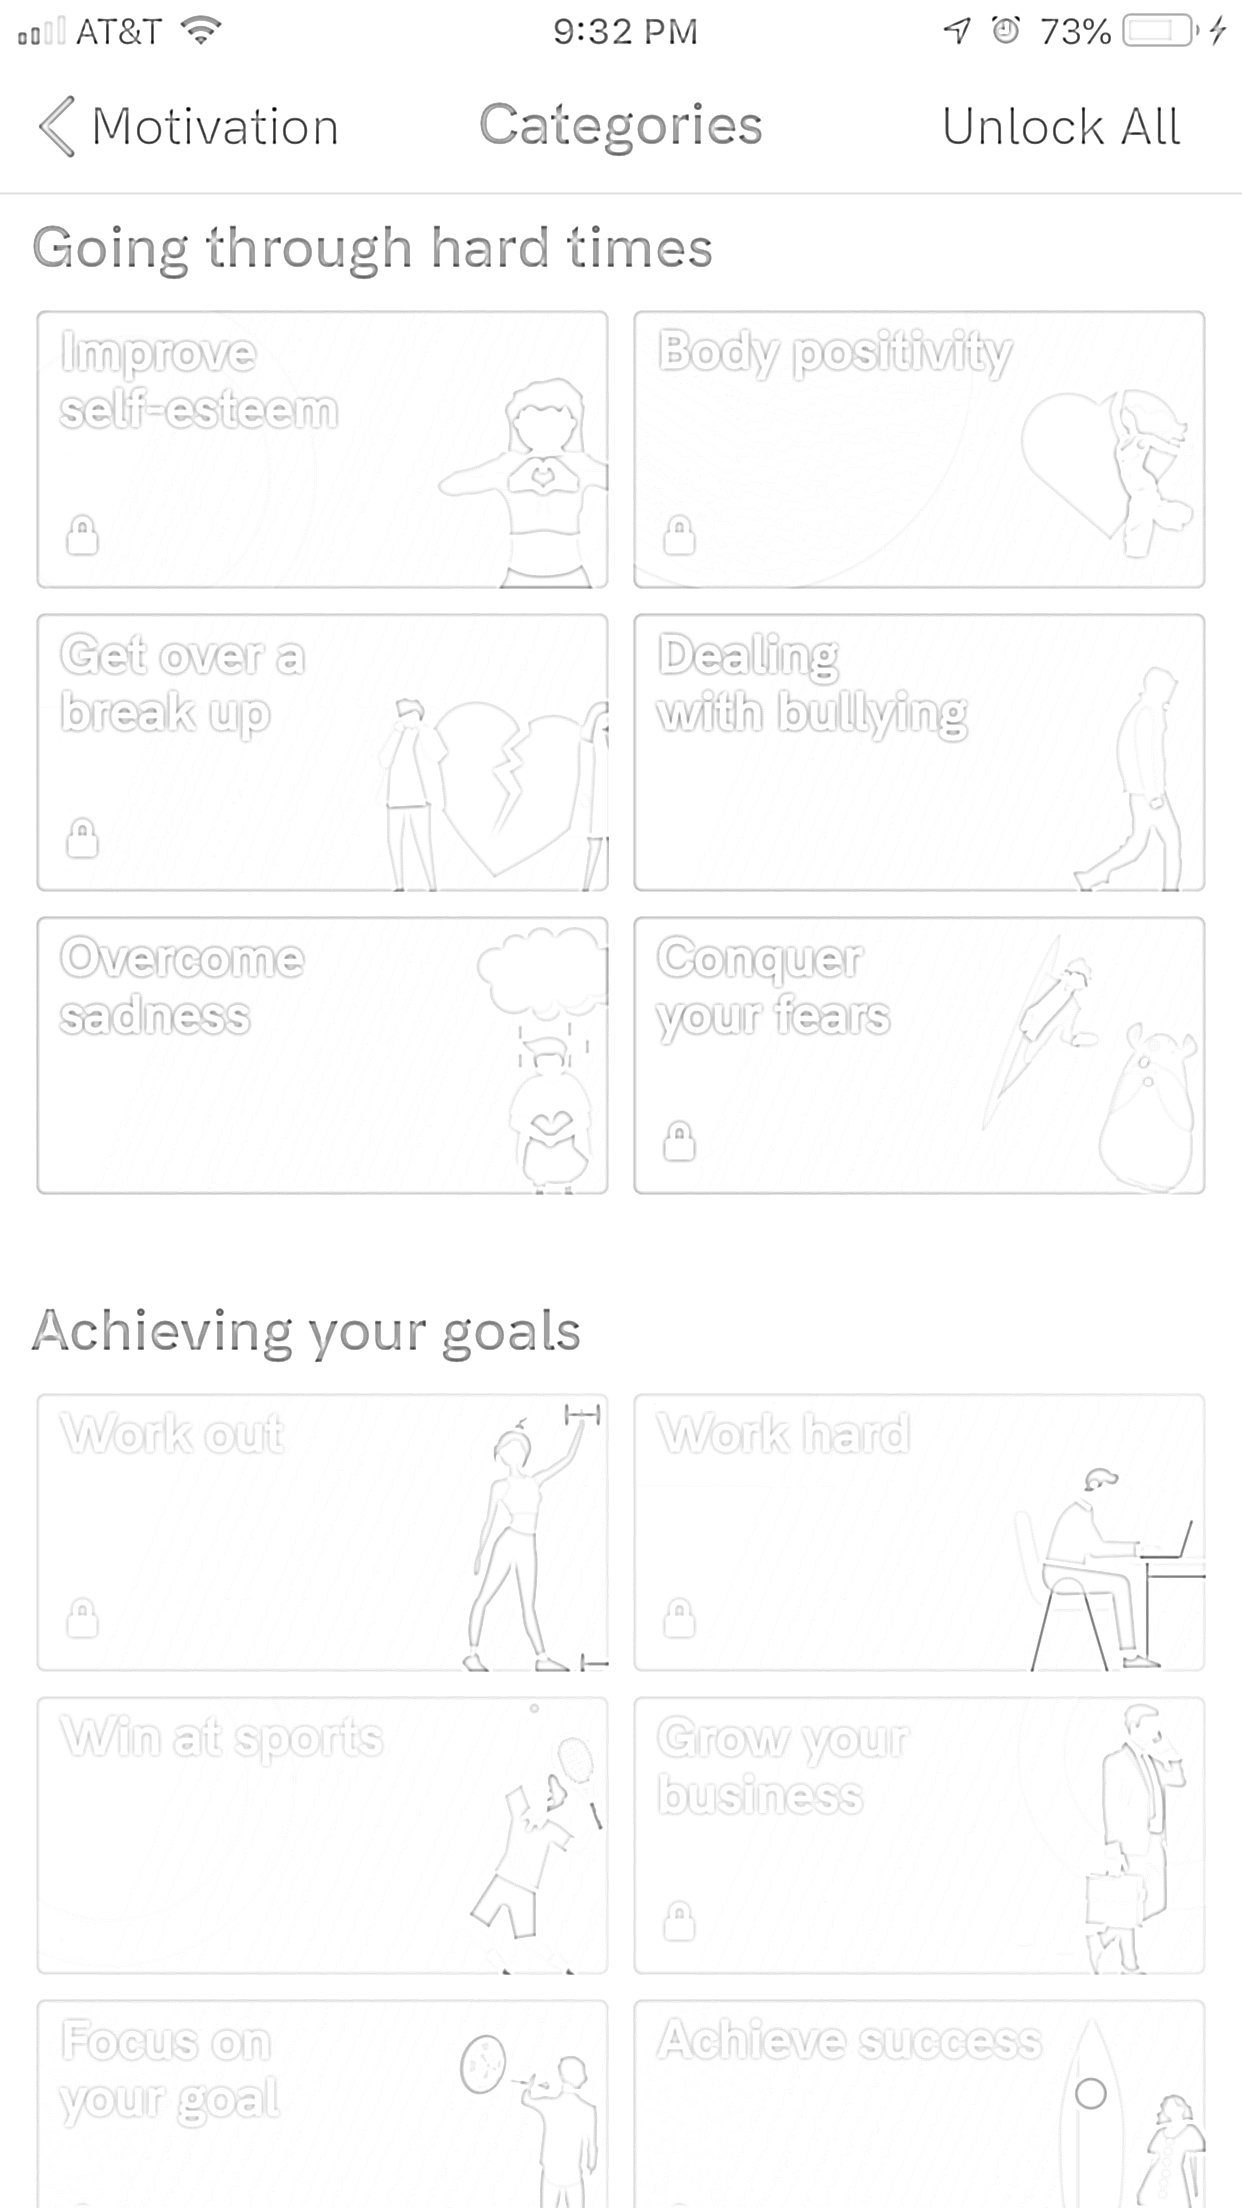 AT&T 9:32 PM 73%
Motivation Categories Unlock All
Going through hard times
Improve
self-esteem
Body positivity
Get over a
break up
Dealing
with bullying
Overcome
sadness
Conquer
your fears
Achieving your goals
Work out
Work hard
Win at sports
Grow your
business
Focus on
your goal
Achieve success